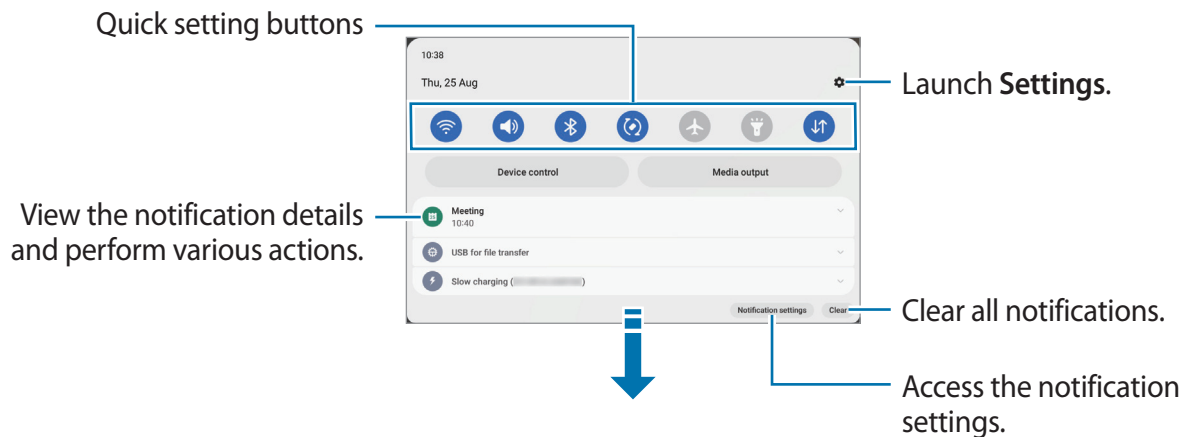 Quick setting buttons
10:38
Thu, 25 Aug
Launch Settings.
Device control
Media output
View the notification details
and perform various actions.
Meeting
10:40
USB for file transfer
Slow charging ( )
Notification settings
Clear
Clear all notifications.
Access the notification
settings.